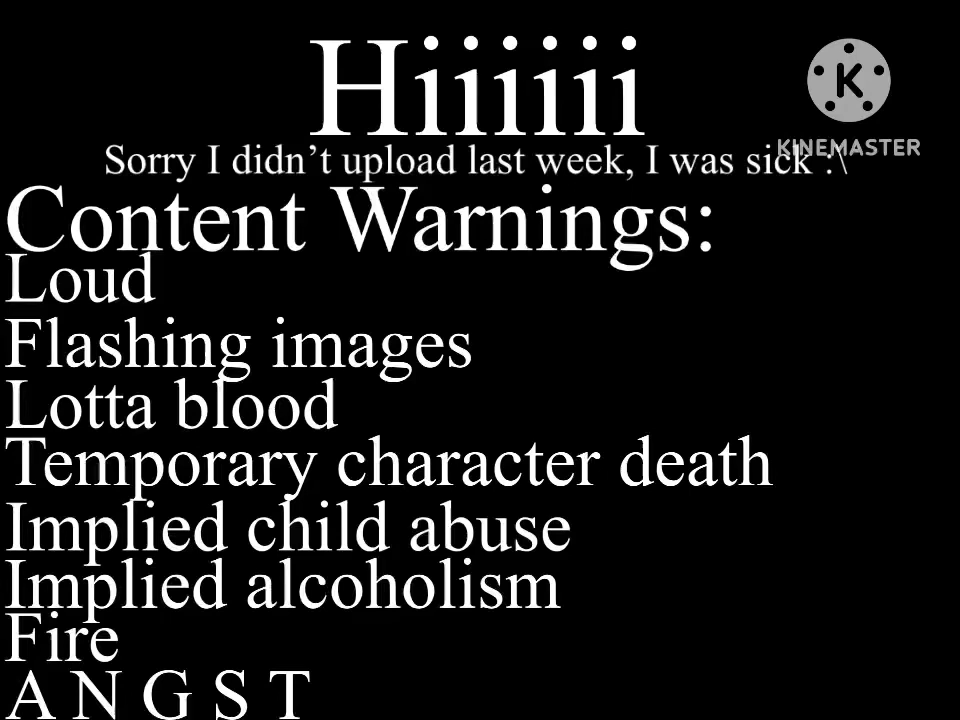 Hiiiiii
KINEMASTER
Sorry I didn't upload last week, I was sick :\
Content Warnings:
Loud
Flashing images
Lotta blood
Temporary character death
Implied child abuse
Implied alcoholism
Fire
A N G S T